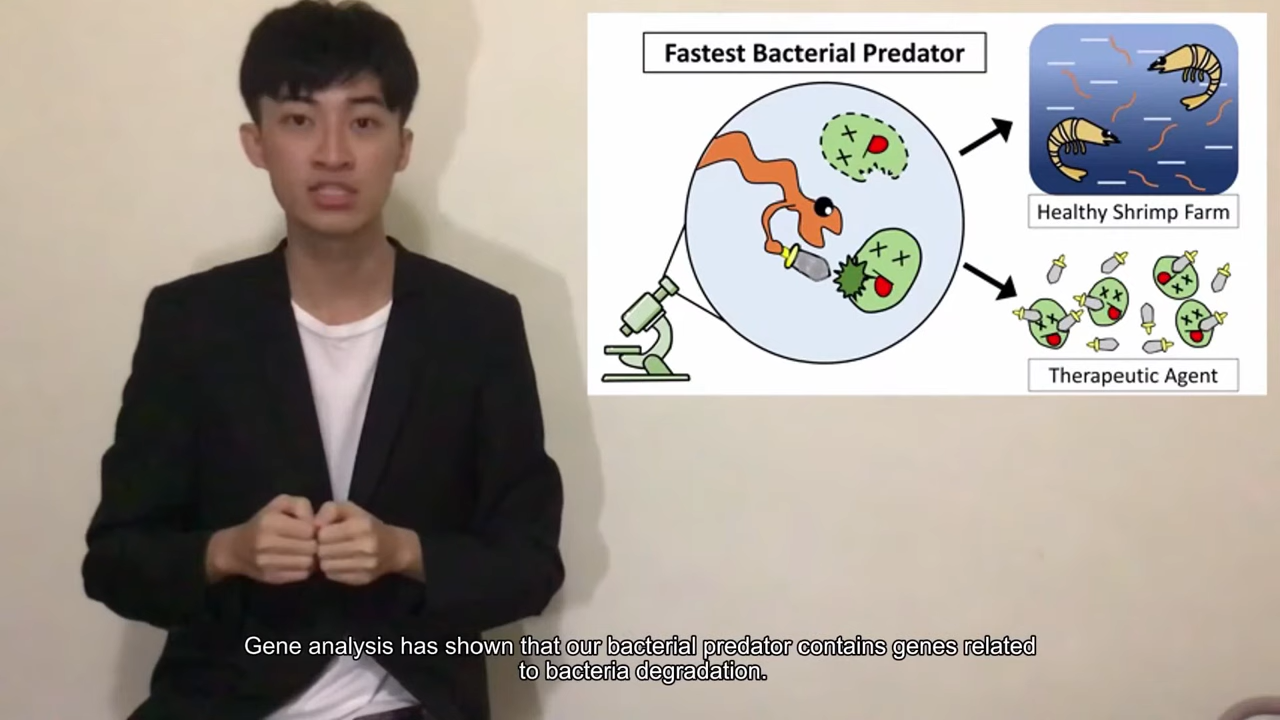 Fastest Bacterial Predator
Healthy Shrimp Farm
Therapeutic Agent
Gene analysis has shown that our bacterial predator contains genes related
to bacteria degradation.